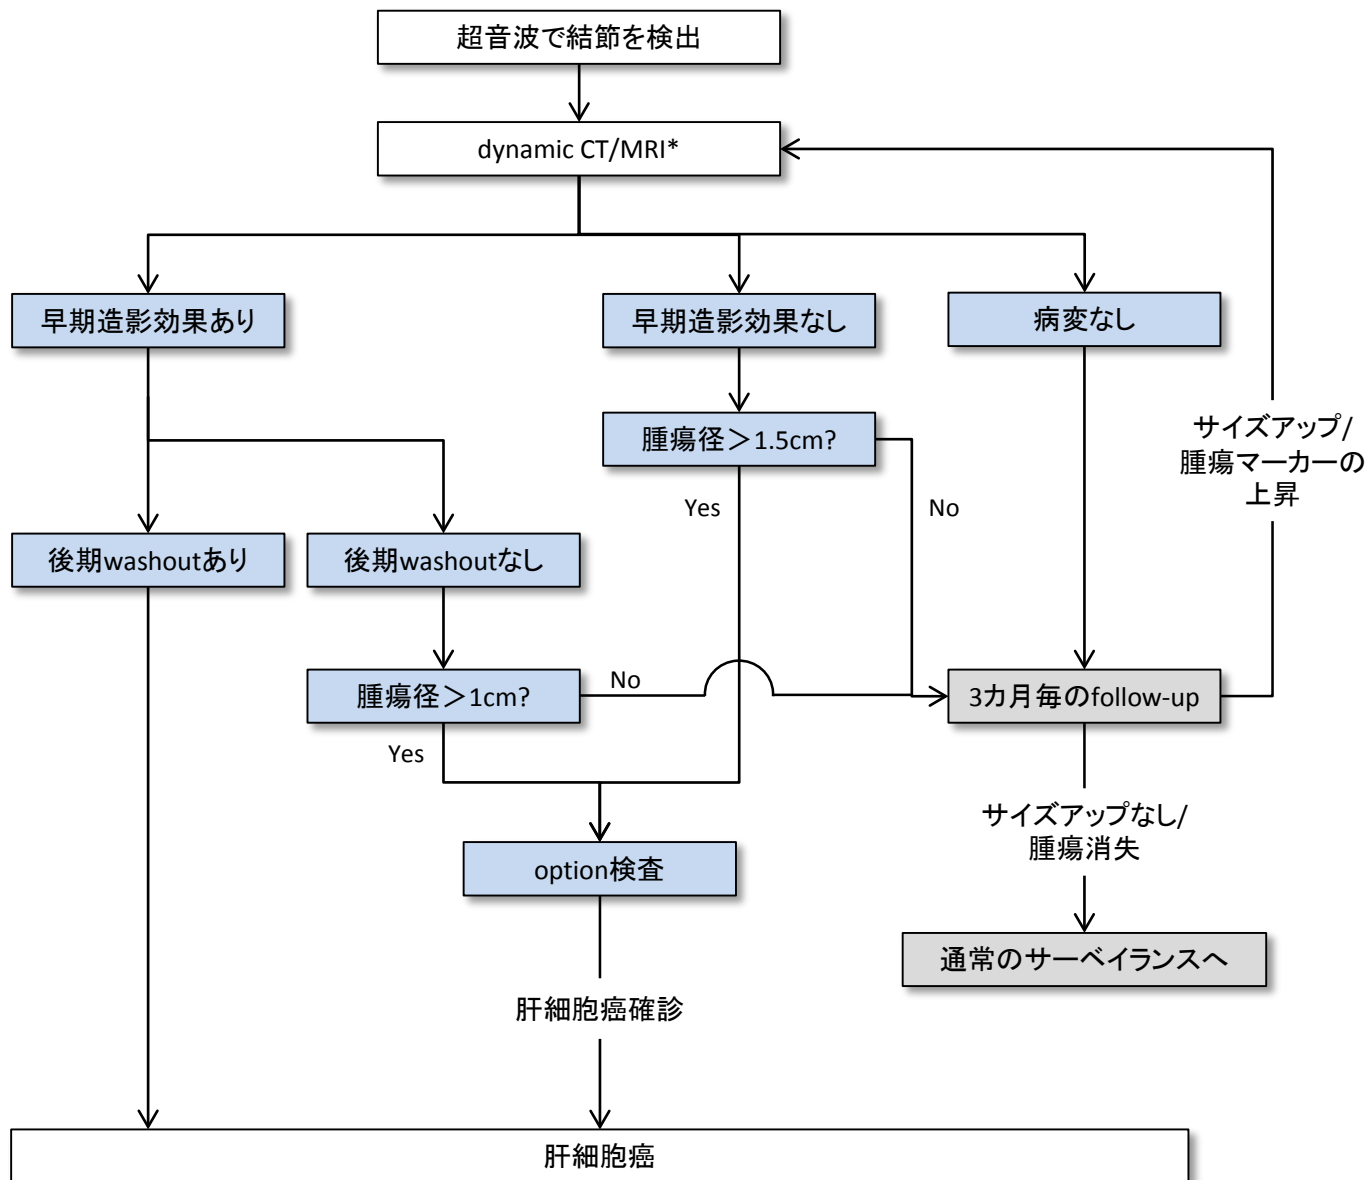 超音波で結節を検出
dynamic CT/MRI*
早期造影効果あり
早期造影効果なし
病変なし
腫瘍径＞1.5cm?
サイズアップ/
腫瘍マーカーの
上昇
Yes
No
後期washoutあり
後期washoutなし
腫瘍径＞1cm?
No
3カ月毎のfollow-up
Yes
サイズアップなし/
腫瘍消失
option検査
通常のサーベイランスへ
肝細胞癌確診
肝細胞癌